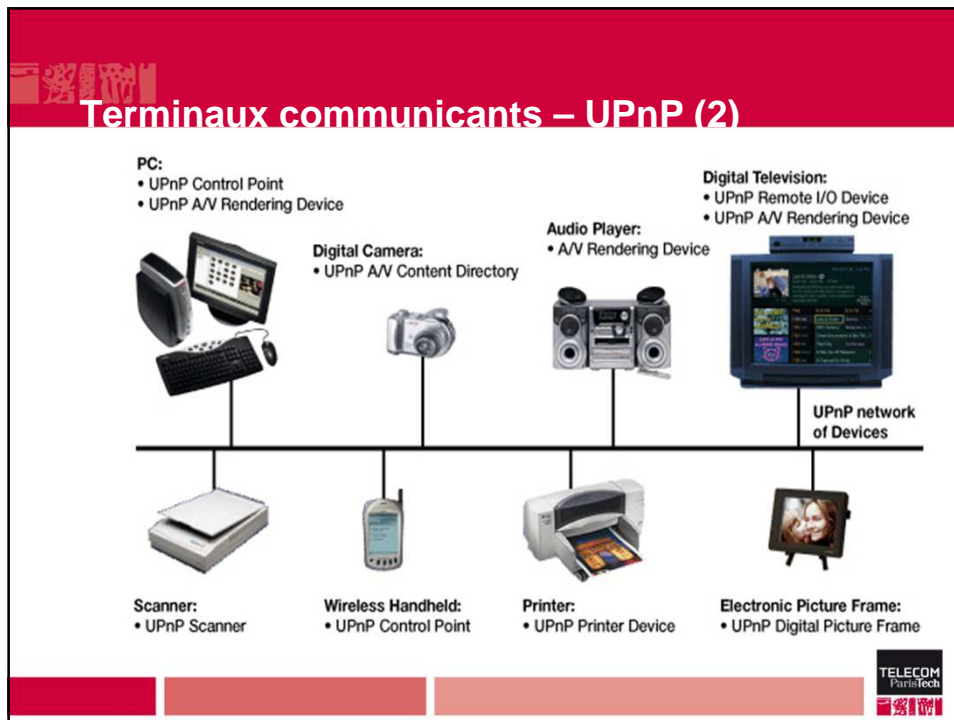 Terminaux communicants – UPnP (2)
PC:
• UPnP Control Point
• UPnP A/V Rendering Device
Digital Camera:
• UPnP A/V Content Directory
Audio Player:
• A/V Rendering Device
Digital Television:
• UPnP Remote I/O Device
• UPnP A/V Rendering Device
UPnP network
of Devices
Scanner:
• UPnP Scanner
Wireless Handheld:
• UPnP Control Point
Printer:
• UPnP Printer Device
Electronic Picture Frame:
• UPnP Digital Picture Frame
TELECOM
ParisTech